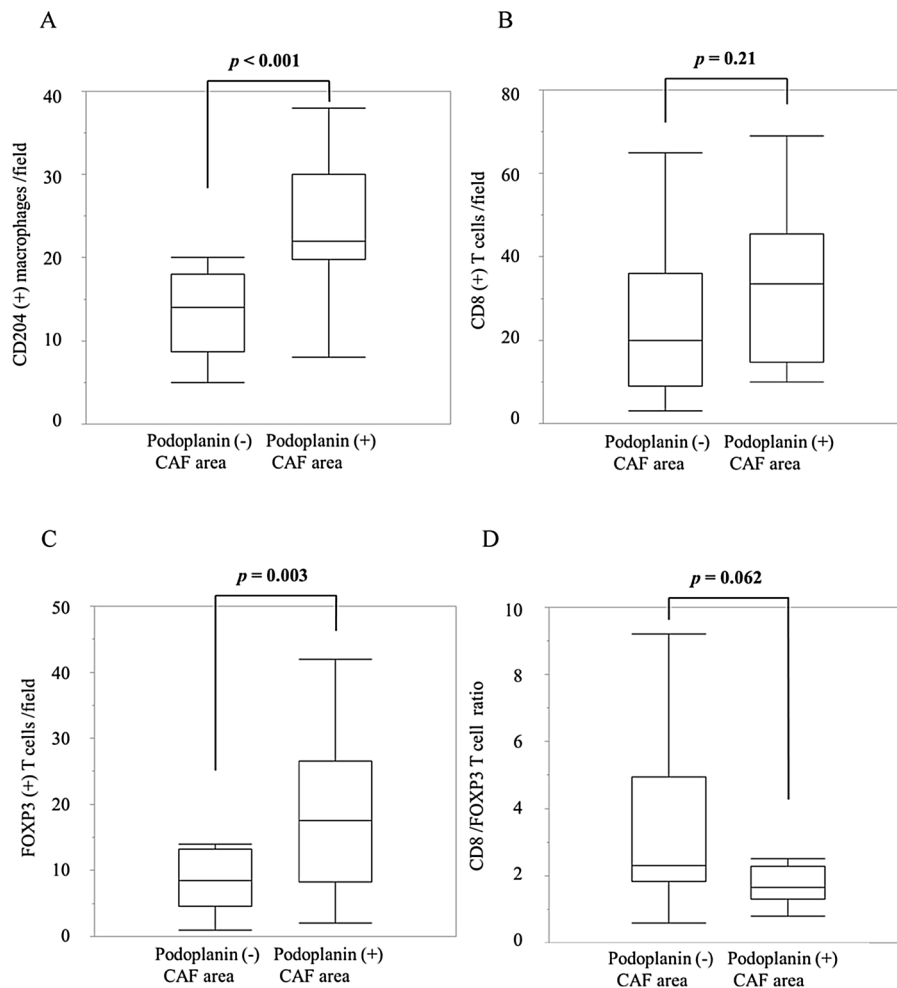 A
p < 0.001
CD204 (+) macrophages /field
40
30
20
10
0
Podoplanin (-)
CAF area
Podoplanin (+)
CAF area
B
p = 0.21
CD8 (+) T cells /field
80
60
40
20
0
Podoplanin (-)
CAF area
Podoplanin (+)
CAF area
C
p = 0.003
FOXP3 (+) T cells /field
50
40
30
20
10
0
Podoplanin (-)
CAF area
Podoplanin (+)
CAF area
D
p = 0.062
CD8 /FOXP3 T cell ratio
10
8
6
4
2
0
Podoplanin (-)
CAF area
Podoplanin (+)
CAF area